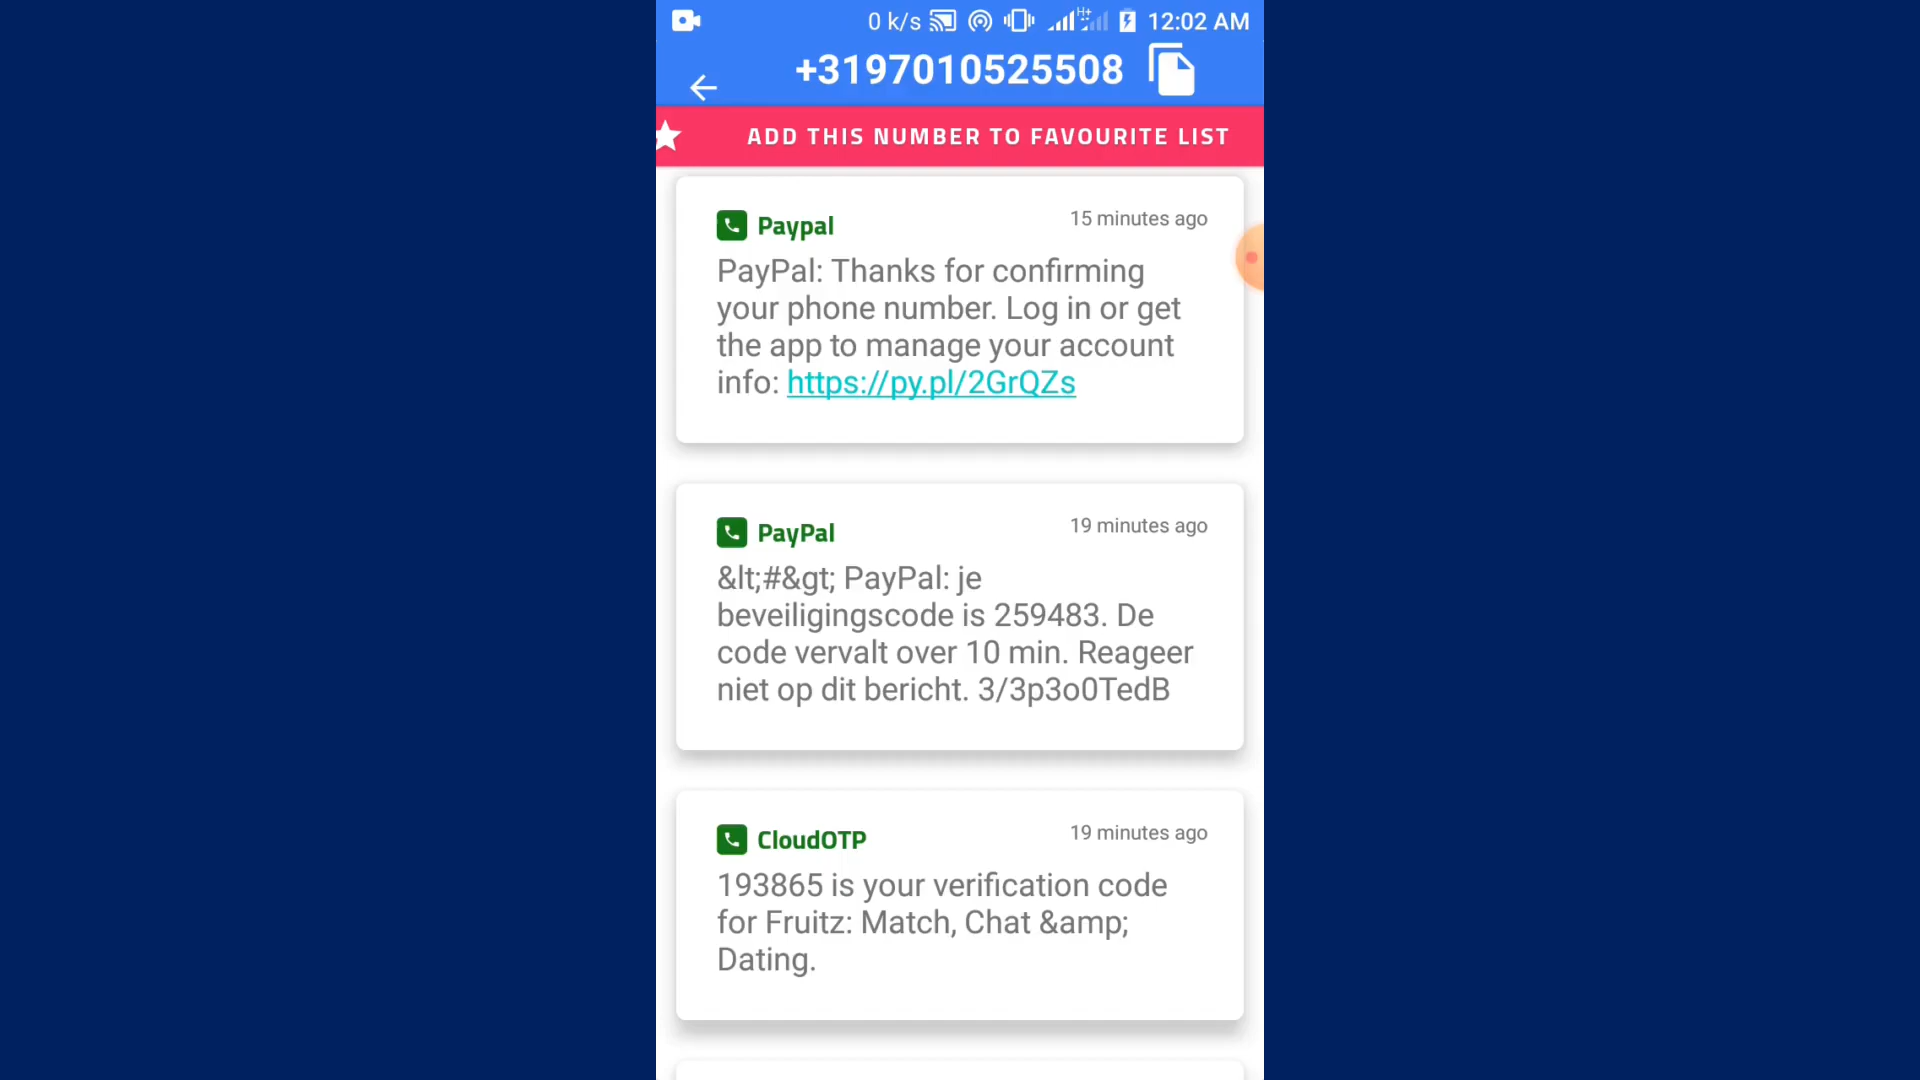 0 k/s H+ 12:02 AM
+3197010525508
ADD THIS NUMBER TO FAVOURITE LIST
Paypal 15 minutes ago
PayPal: Thanks for confirming
your phone number. Log in or get
the app to manage your account
info: https://py.pl/2GrQZs
PayPal 19 minutes ago
&lt;#&gt; PayPal: je
beveiligingscode is 259483. De
code vervalt over 10 min. Reageer
niet op dit bericht. 3/3p3o0TedB
CloudOTP 19 minutes ago
193865 is your verification code
for Fruitz: Match, Chat &amp;
Dating.